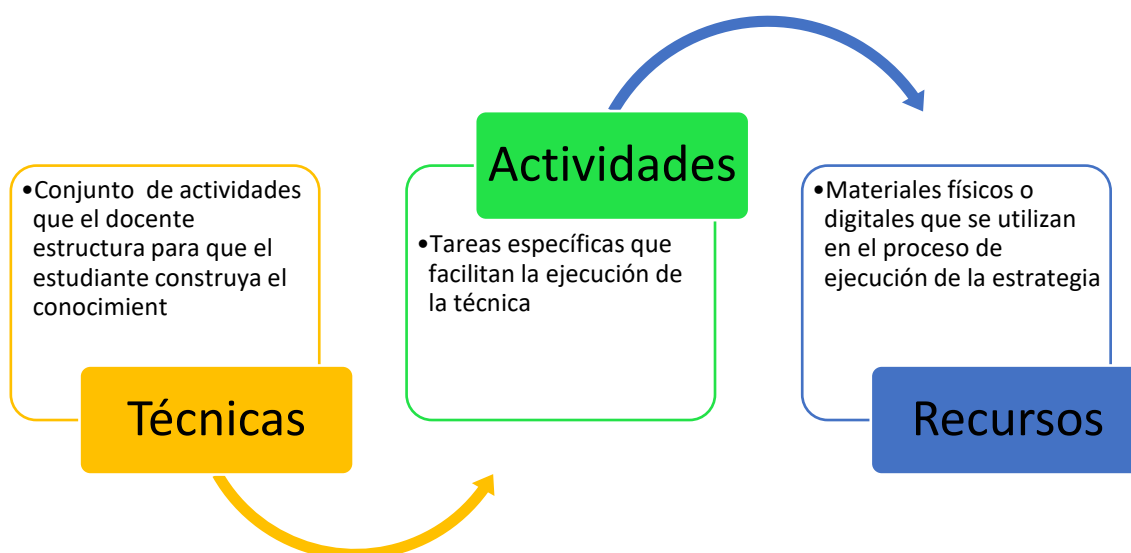 •Conjunto de actividades
que el docente
estructura para que el
estudiante construya el
conocimient
Técnicas
Actividades
•Tareas específicas que
facilitan la ejecución de
la técnica
•Materiales físicos o
digitales que se utilizan
en el proceso de
ejecución de la estrategia
Recursos